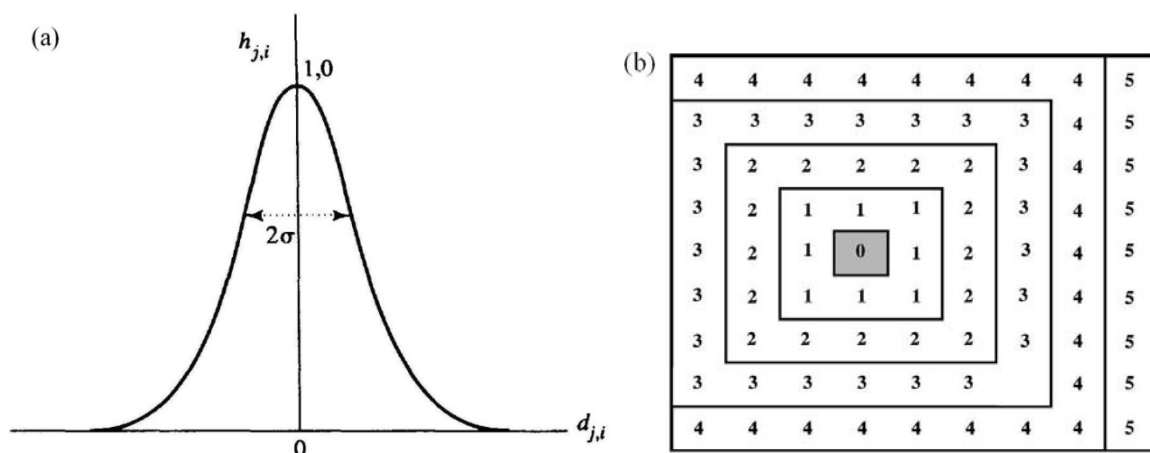 (a)
h_{j,i}
1,0
2σ
d_{j,i}
0
(b)
4 4 4 4 4 4 4 4 5
3 3 3 3 3 3 3 4 5
3 2 2 2 2 2 3 4 5
3 2 1 1 1 2 3 4 5
3 2 1 0 1 2 3 4 5
3 2 1 1 1 2 3 4 5
3 2 2 2 2 2 3 4 5
3 3 3 3 3 3 4 5
4 4 4 4 4 4 4 4 5